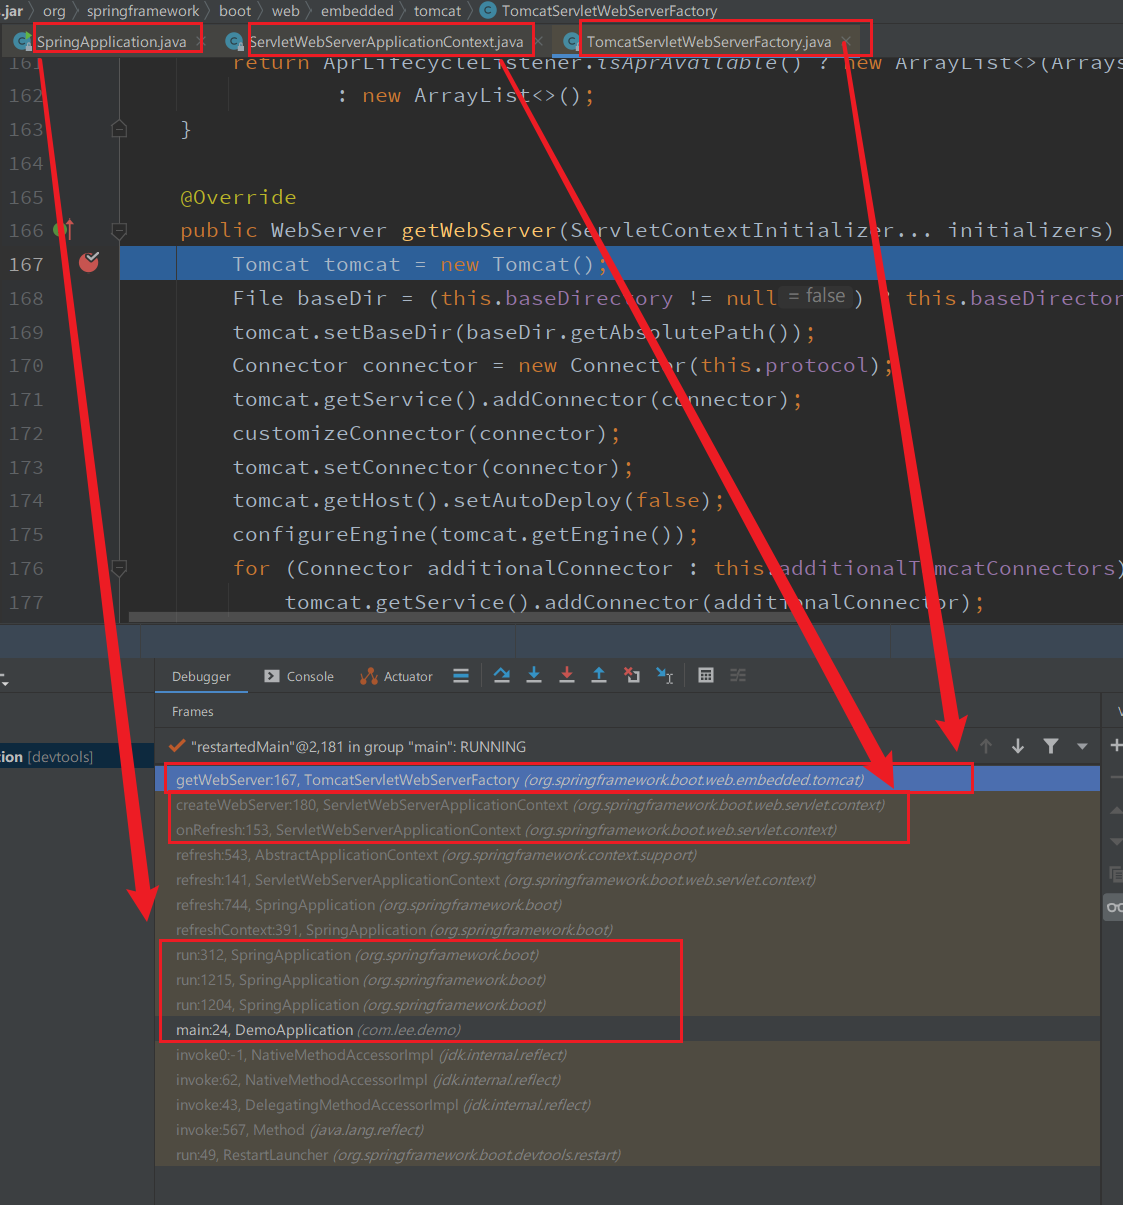 s.jar 〉 org 〉 springframework 〉 boot 〉 web 〉 embedded 〉 tomcat 〉 TomcatServletWebServerFactory
SpringApplication.java × ServletWebServerApplicationContext.java × TomcatServletWebServerFactory.java ×
161 return AprLifecycleListener.isAprAvailable() ? new ArrayList<>(Arrays
162 : new ArrayList<>();
163 }
164
165 @Override
166 public WebServer getWebServer(ServletContextInitializer... initializers)
167 Tomcat tomcat = new Tomcat();
168 File baseDir = (this.baseDirectory != null = false ) ? this.baseDirector
169 tomcat.setBaseDir(baseDir.getAbsolutePath());
170 Connector connector = new Connector(this.protocol);
171 tomcat.getService().addConnector(connector);
172 customizeConnector(connector);
173 tomcat.setConnector(connector);
174 tomcat.getHost().setAutoDeploy(false);
175 configureEngine(tomcat.getEngine());
176 for (Connector additionalConnector : this.additionalTomcatConnectors)
177 tomcat.getService().addConnector(additionalConnector);
Debugger Console Actuator
Frames
"restartedMain"@2,181 in group "main": RUNNING
tion [devtools]
getWebServer:167, TomcatServletWebServerFactory (org.springframework.boot.web.embedded.tomcat)
createWebServer:180, ServletWebServerApplicationContext (org.springframework.boot.web.servlet.context)
onRefresh:153, ServletWebServerApplicationContext (org.springframework.boot.web.servlet.context)
refresh:543, AbstractApplicationContext (org.springframework.context.support)
refresh:141, ServletWebServerApplicationContext (org.springframework.boot.web.servlet.context)
refresh:744, SpringApplication (org.springframework.boot)
refreshContext:391, SpringApplication (org.springframework.boot)
run:312, SpringApplication (org.springframework.boot)
run:1215, SpringApplication (org.springframework.boot)
run:1204, SpringApplication (org.springframework.boot)
main:24, DemoApplication (com.lee.demo)
invoke0:-1, NativeMethodAccessorImpl (jdk.internal.reflect)
invoke:62, NativeMethodAccessorImpl (jdk.internal.reflect)
invoke:43, DelegatingMethodAccessorImpl (jdk.internal.reflect)
invoke:567, Method (java.lang.reflect)
run:49, RestartLauncher (org.springframework.boot.devtools.restart)